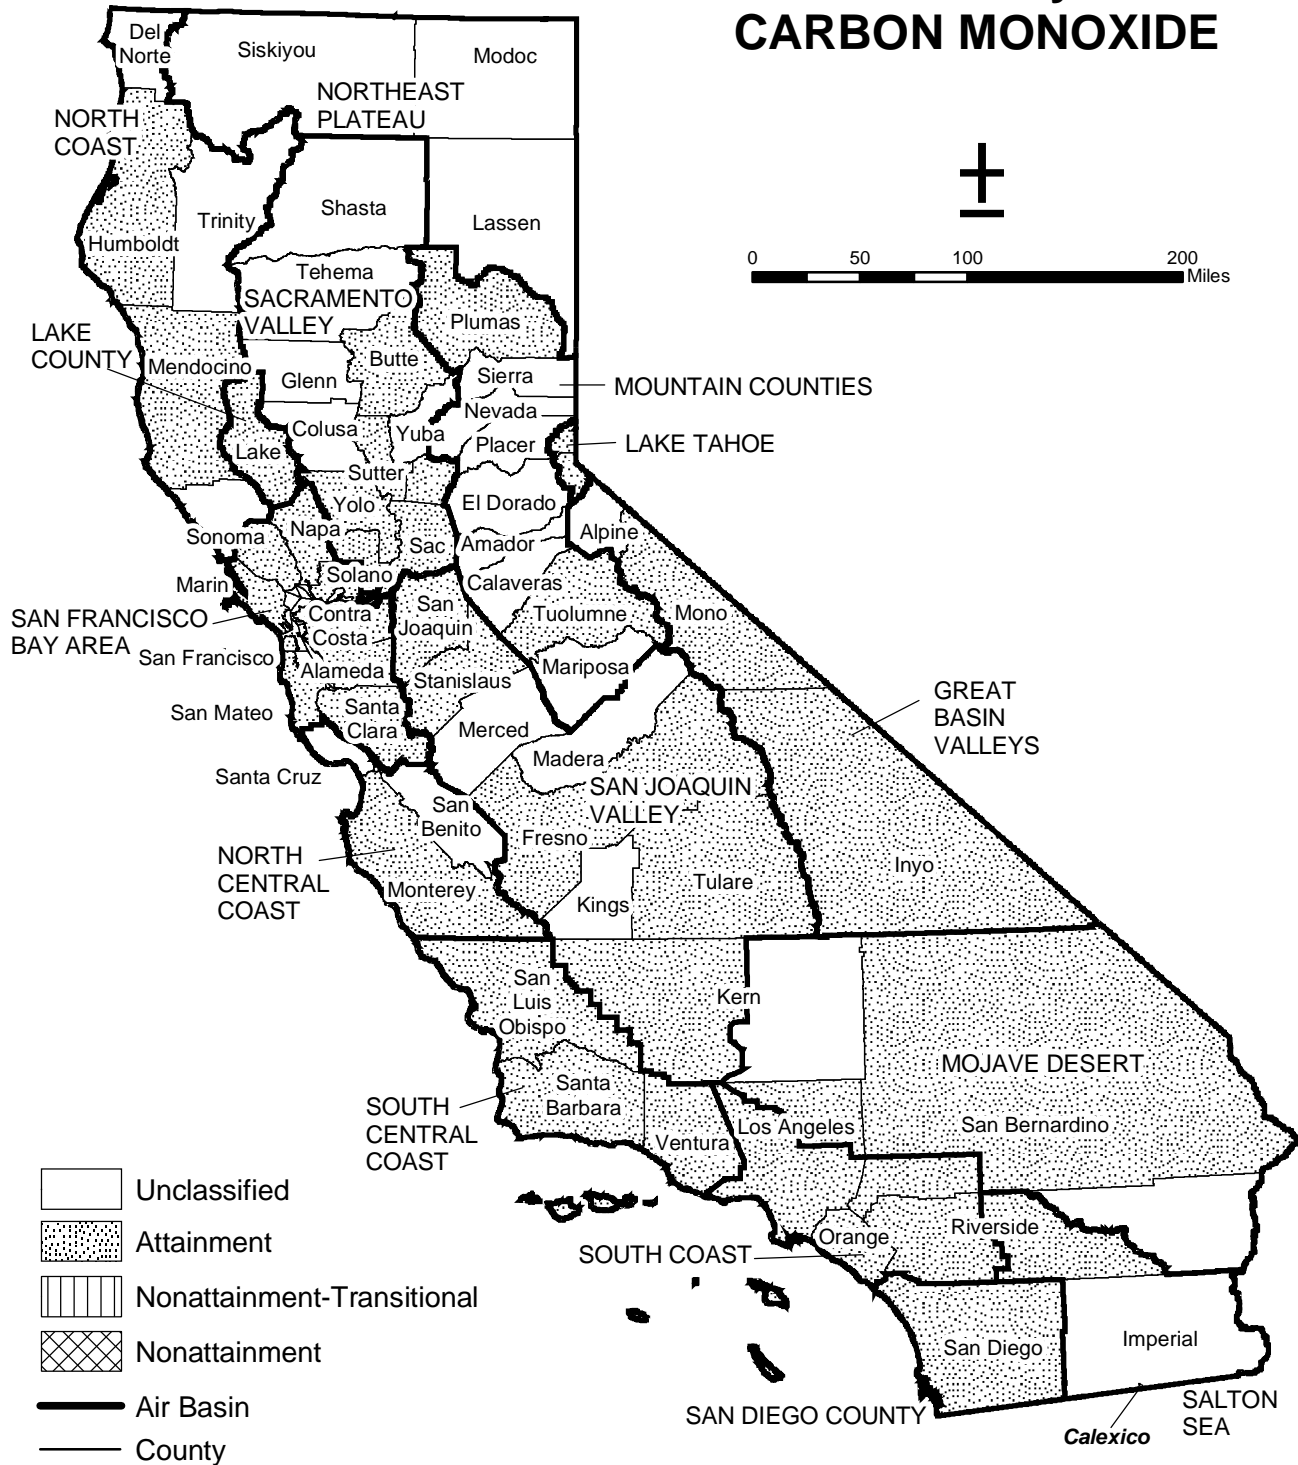 CARBON MONOXIDE
Del
Norte
Siskiyou
Modoc
NORTHEAST
PLATEAU
NORTH
COAST
Trinity
Shasta
Lassen
Humboldt
0
50
100
200
Miles
Tehema
SACRAMENTO
VALLEY
Plumas
LAKE
COUNTY
Mendocino
Butte
Glenn
Sierra
MOUNTAIN COUNTIES
Nevada
Colusa
Yuba
Placer
LAKE TAHOE
Lake
Sutter
Yolo
El Dorado
Napa
Sonoma
Sac
Amador
Alpine
Marin
Solano
Calaveras
SAN FRANCISCO
BAY AREA
Contra
Costa
San
Joaquin
Tuolumne
Mono
San Francisco
Alameda
Stanislaus
Mariposa
San Mateo
Santa
Clara
Merced
GREAT
BASIN
VALLEYS
Madera
Santa Cruz
SAN JOAQUIN
VALLEY
San
Benito
Fresno
NORTH
CENTRAL
COAST
Monterey
Kings
Tulare
Inyo
San
Luis
Obispo
Kern
MOJAVE DESERT
Santa
Barbara
SOUTH
CENTRAL
COAST
Ventura
Los Angeles
San Bernardino
Riverside
Orange
SOUTH COAST
San Diego
Imperial
SAN DIEGO COUNTY
Calexico
SALTON
SEA
Unclassified
Attainment
Nonattainment-Transitional
Nonattainment
Air Basin
County